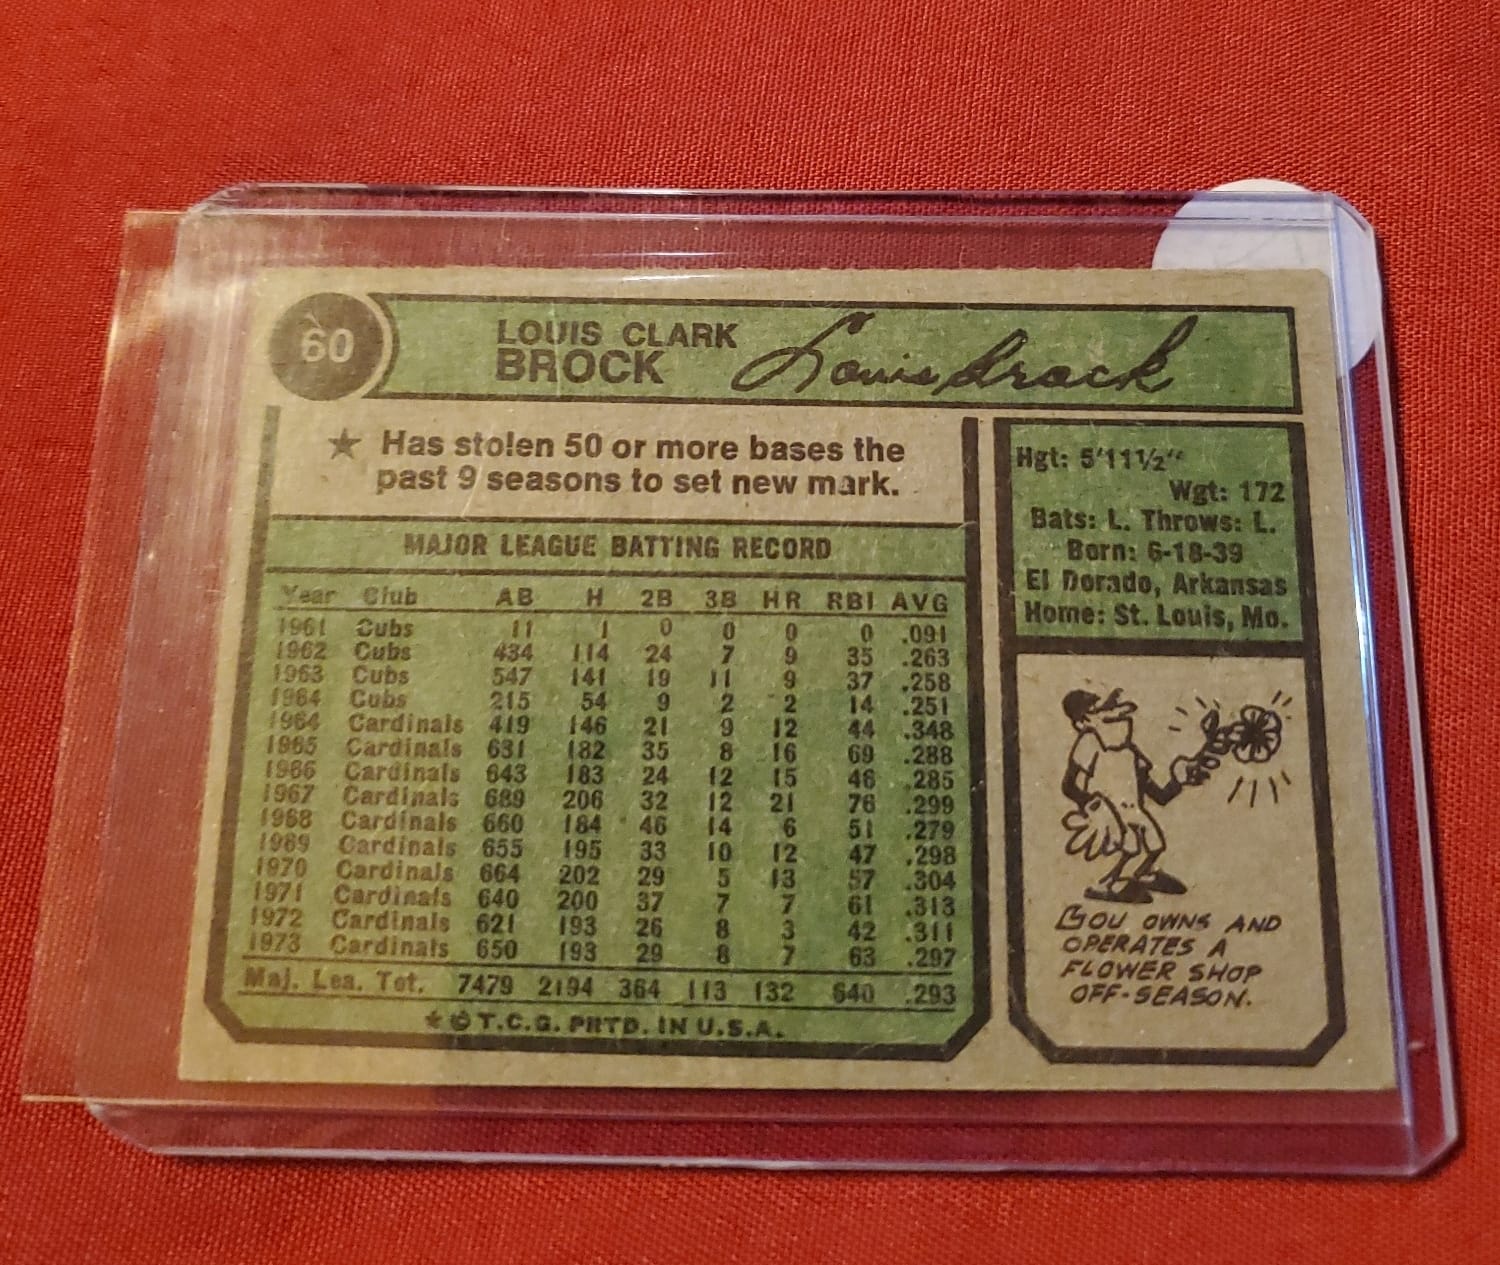 60
LOUIS CLARK
BROCK
Louis Brock
★ Has stolen 50 or more bases the
past 9 seasons to set new mark.
MAJOR LEAGUE BATTING RECORD
Year Club AB H 2B 3B HR RBI AVG
1961 Cubs 11 1 0 0 0 0 .091
1962 Cubs 434 114 24 7 9 35 .263
1963 Cubs 547 141 19 11 9 37 .258
1964 Cubs 215 54 9 2 2 14 .251
1964 Cardinals 419 146 21 9 12 44 .348
1965 Cardinals 631 182 35 8 16 69 .288
1966 Cardinals 643 183 24 12 15 46 .285
1967 Cardinals 689 206 32 12 21 76 .299
1968 Cardinals 660 184 46 14 6 51 .279
1969 Cardinals 655 195 33 10 12 47 .298
1970 Cardinals 664 202 29 5 13 57 .304
1971 Cardinals 640 200 37 7 7 61 .313
1972 Cardinals 621 193 26 8 3 42 .311
1973 Cardinals 650 193 29 8 7 63 .297
Maj. Lea. Tot. 7479 2194 364 113 132 640 .293
★ © T.C.G. PRTD. IN U.S.A.
Hgt: 5'11½"
Wgt: 172
Bats: L. Throws: L.
Born: 6-18-39
El Dorado, Arkansas
Home: St. Louis, Mo.
LOU OWNS AND
OPERATES A
FLOWER SHOP
OFF-SEASON.